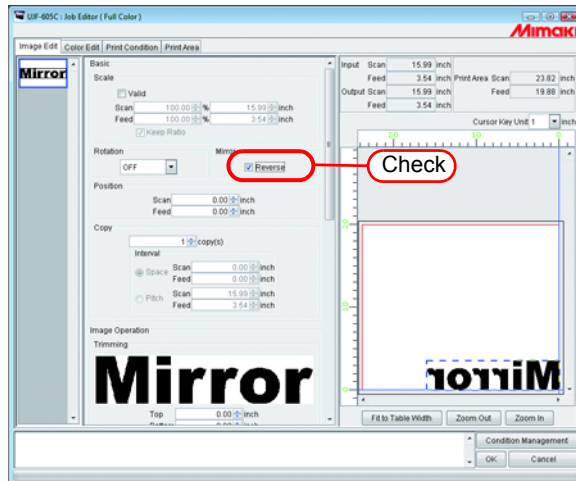 UJF-605C : Job Editor ( Full Color )
Mimaki
Image Edit Color Edit Print Condition Print Area
Mirror
Basic
Scale
Valid
Scan 100.00 % 15.99 inch
Feed 100.00 % 3.54 inch
Keep Ratio
Rotation Mirror
OFF Reverse
Check
Position
Scan 0.00 inch
Feed 0.00 inch
Copy
1 copy(s)
Interval
Space Scan 0.00 inch
Feed 0.00 inch
Pitch Scan 15.99 inch
Feed 3.54 inch
Image Operation
Trimming
Mirror
Top 0.00 inch
Input Scan 15.99 inch
Feed 3.54 inch Print Area Scan 23.82 inch
Output Scan 15.99 inch Feed 19.88 inch
Feed 3.54 inch
Cursor Key Unit 1 inch
20 10 0
20
10
0
Mirror
Fit to Table Width Zoom Out Zoom In
Condition Management
OK Cancel